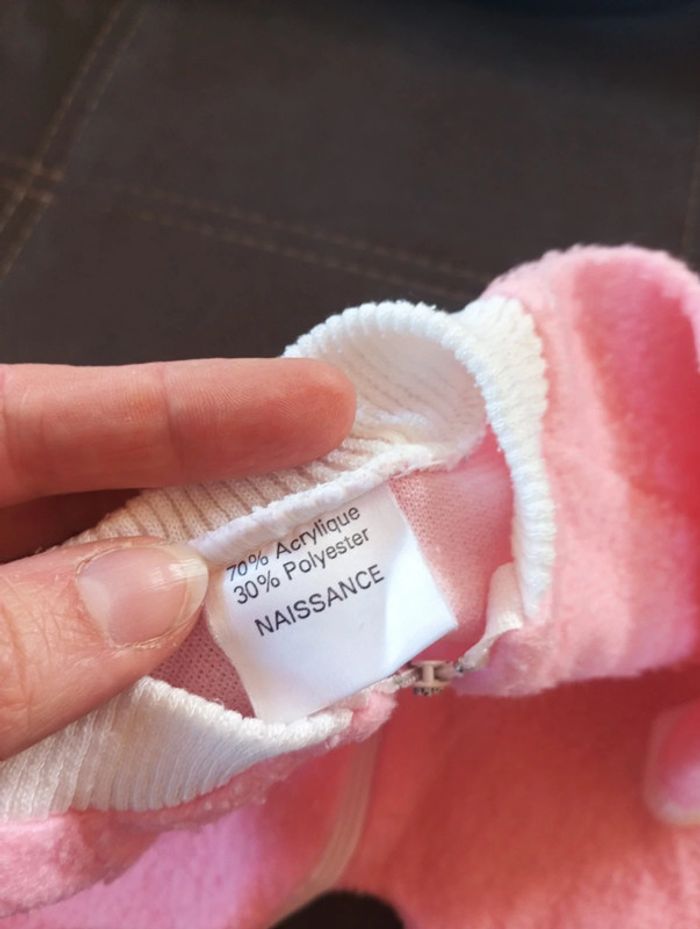 70% Acrylique
30% Polyester
NAISSANCE